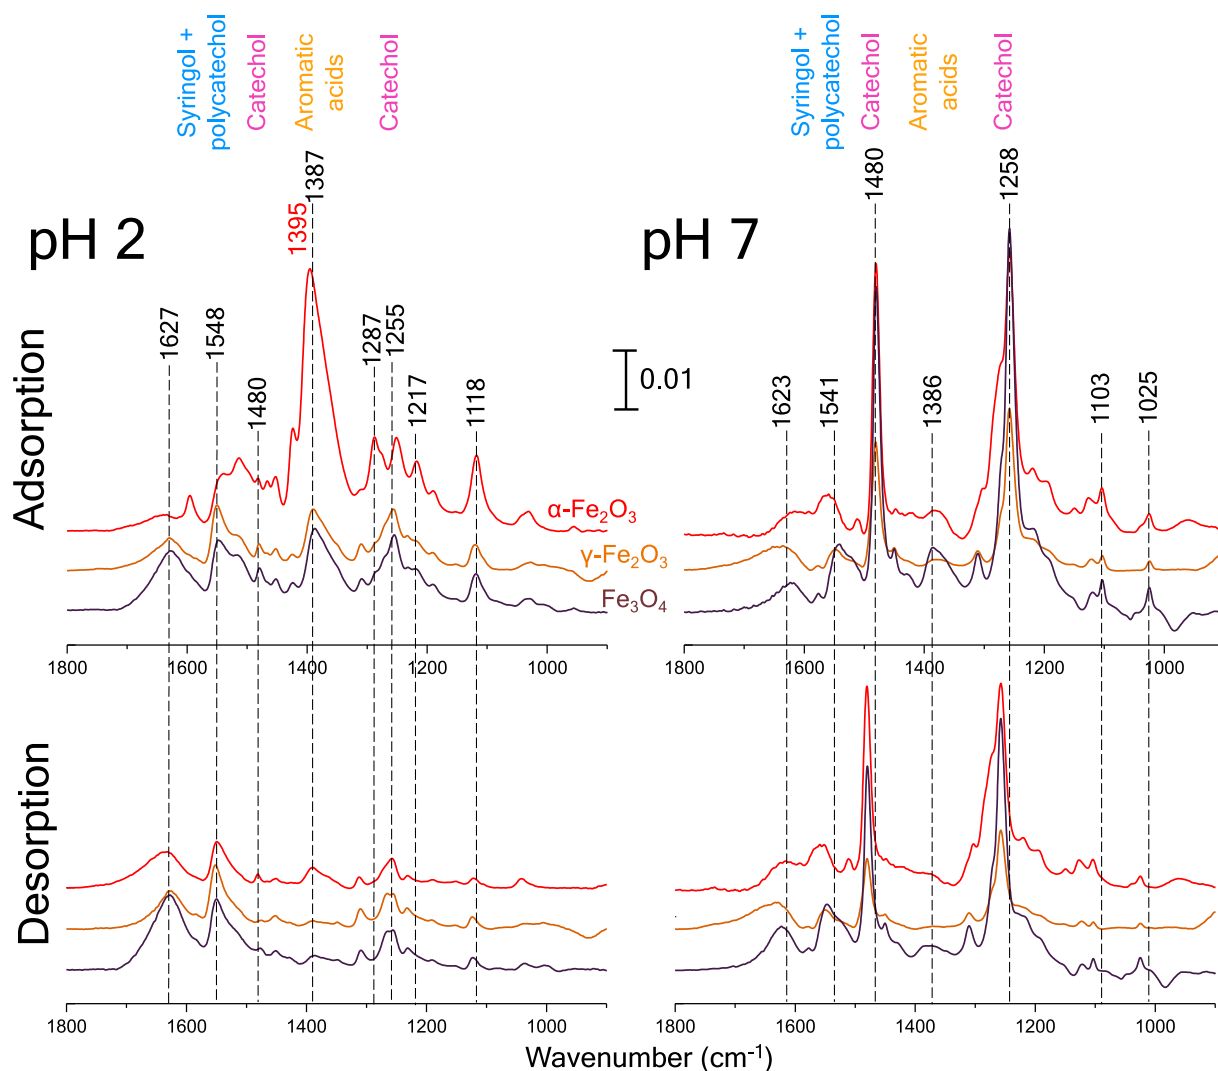 Syringol +
polycatechol
Catechol
Aromatic
acids
Catechol
Syringol +
polycatechol
Catechol
Aromatic
acids
Catechol
pH 2
pH 7
Adsorption
1627
1548
1480
1395
1387
1287
1255
1217
1118
0.01
1623
1541
1480
1386
1258
1103
1025
α-Fe₂O₃
γ-Fe₂O₃
Fe₃O₄
1800 1600 1400 1200 1000
1800 1600 1400 1200 1000
Desorption
1800 1600 1400 1200 1000
1800 1600 1400 1200 1000
Wavenumber (cm⁻¹)